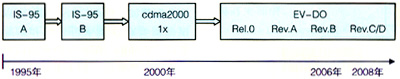 IS-95
A
IS-95
B
cdma2000
1x
EV-DO
Rel.0 Rev.A Rev.B Rev.C/D
1995年 2000年 2006年 2008年